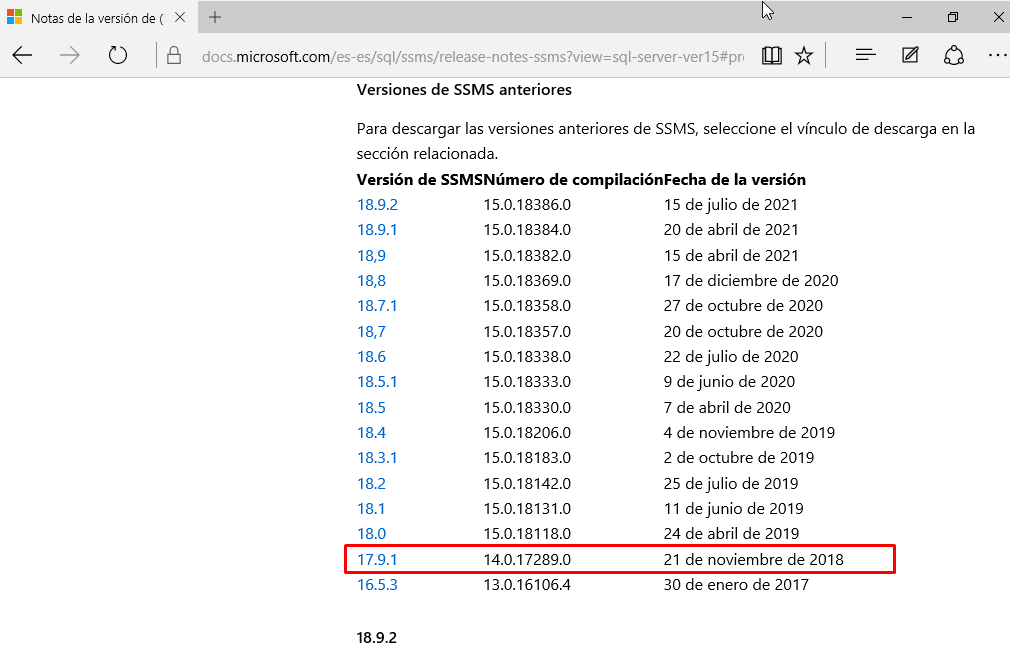 Notas de la versión de (
docs.microsoft.com/es-es/sql/ssms/release-notes-ssms?view=sql-server-ver15#pr
Versiones de SSMS anteriores
Para descargar las versiones anteriores de SSMS, seleccione el vínculo de descarga en la
sección relacionada.
Versión de SSMSNúmero de compilaciónFecha de la versión
18.9.2 15.0.18386.0 15 de julio de 2021
18.9.1 15.0.18384.0 20 de abril de 2021
18,9 15.0.18382.0 15 de abril de 2021
18,8 15.0.18369.0 17 de diciembre de 2020
18.7.1 15.0.18358.0 27 de octubre de 2020
18,7 15.0.18357.0 20 de octubre de 2020
18.6 15.0.18338.0 22 de julio de 2020
18.5.1 15.0.18333.0 9 de junio de 2020
18.5 15.0.18330.0 7 de abril de 2020
18.4 15.0.18206.0 4 de noviembre de 2019
18.3.1 15.0.18183.0 2 de octubre de 2019
18.2 15.0.18142.0 25 de julio de 2019
18.1 15.0.18131.0 11 de junio de 2019
18.0 15.0.18118.0 24 de abril de 2019
17.9.1 14.0.17289.0 21 de noviembre de 2018
16.5.3 13.0.16106.4 30 de enero de 2017
18.9.2